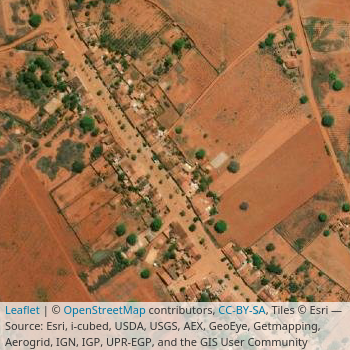 Leaflet | © OpenStreetMap contributors, CC-BY-SA, Tiles © Esri —
Source: Esri, i-cubed, USDA, USGS, AEX, GeoEye, Getmapping,
Aerogrid, IGN, IGP, UPR-EGP, and the GIS User Community